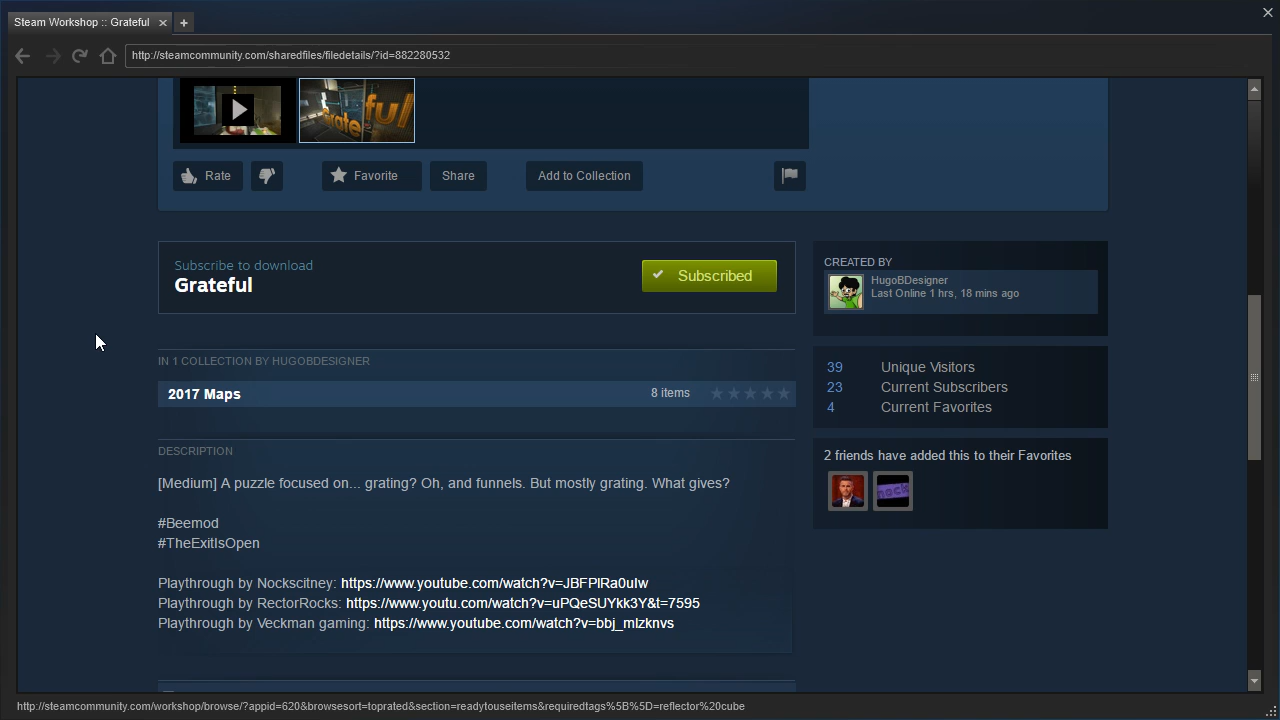 Steam Workshop :: Grateful
http://steamcommunity.com/sharedfiles/filedetails/?id=882280532
Grateful
Rate
Favorite
Share
Add to Collection
Subscribe to download
Grateful
Subscribed
CREATED BY
HugoBDesigner
Last Online 1 hrs, 18 mins ago
IN 1 COLLECTION BY HUGOBDESIGNER
2017 Maps
8 items
39 Unique Visitors
23 Current Subscribers
4 Current Favorites
2 friends have added this to their Favorites
DESCRIPTION
[Medium] A puzzle focused on... grating? Oh, and funnels. But mostly grating. What gives?
#Beemod
#TheExitIsOpen
Playthrough by Nockscitney: https://www.youtube.com/watch?v=JBFPlRa0uIw
Playthrough by RectorRocks: https://www.youtu.com/watch?v=uPQeSUYkk3Y&t=7595
Playthrough by Veckman gaming: https://www.youtube.com/watch?v=bbj_mlzknvs
http://steamcommunity.com/workshop/browse/?appid=620&browsesort=toprated&section=readytouseitems&requiredtags%5B%5D=reflector%20cube